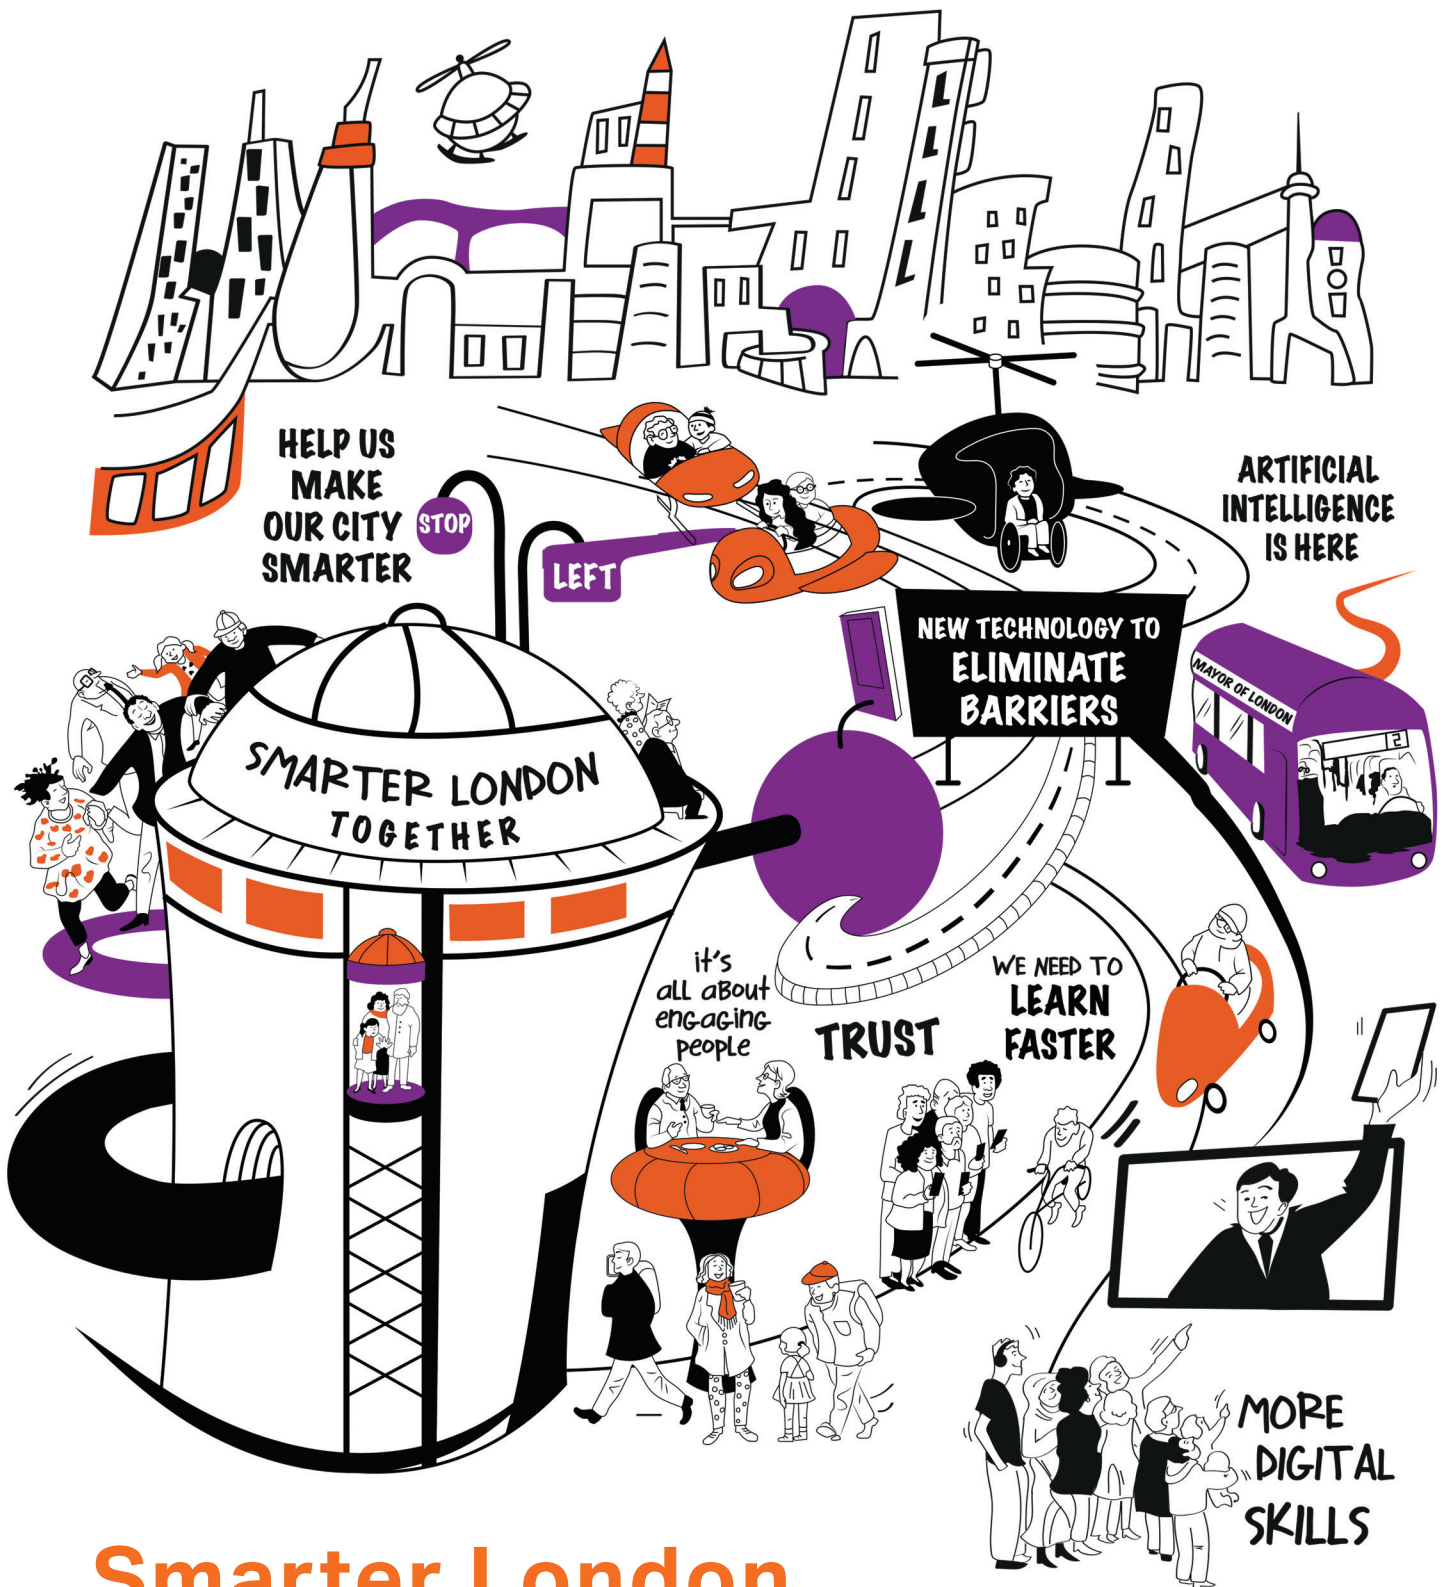 HELP US
MAKE
OUR CITY
SMARTER
STOP
LEFT
ARTIFICIAL
INTELLIGENCE
IS HERE
NEW TECHNOLOGY TO
ELIMINATE
BARRIERS
MAYOR OF LONDON
2
SMARTER LONDON
TOGETHER
it's
all about
engaging
people
TRUST
WE NEED TO
LEARN
FASTER
MORE
DIGITAL
SKILLS
Smarter London